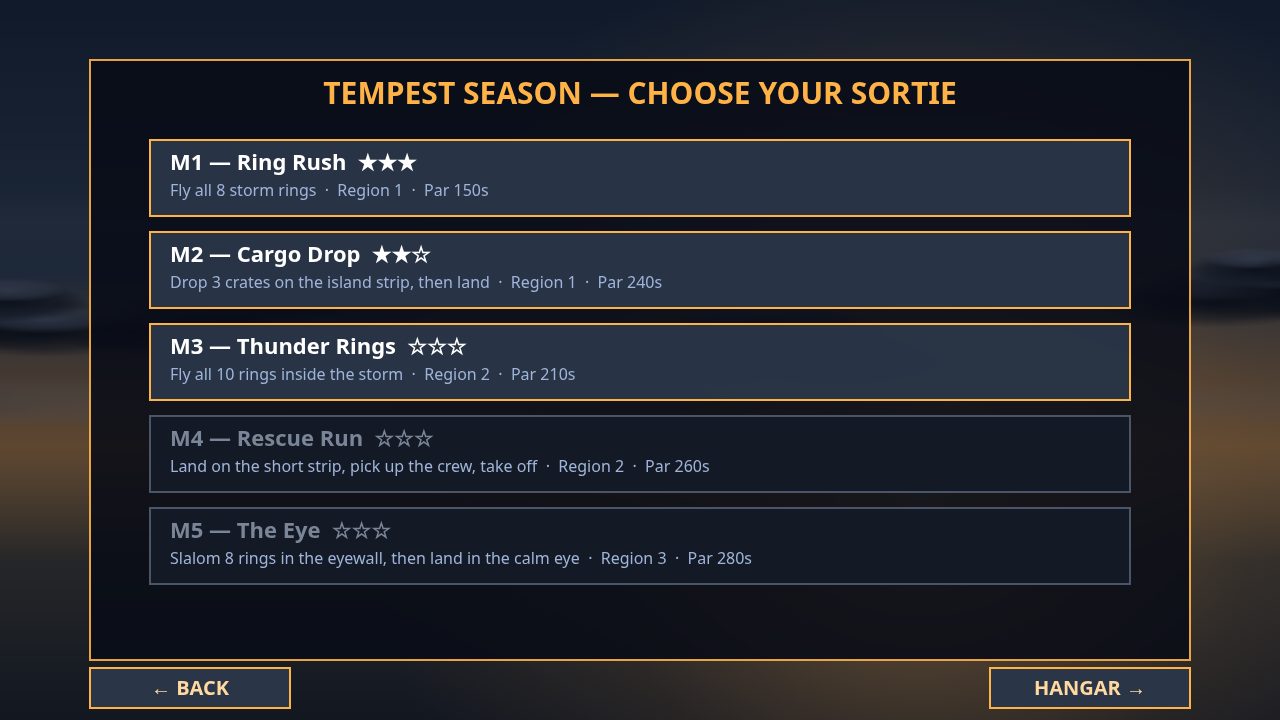 TEMPEST SEASON — CHOOSE YOUR SORTIE
M1 — Ring Rush ★★★
Fly all 8 storm rings · Region 1 · Par 150s
M2 — Cargo Drop ★★☆
Drop 3 crates on the island strip, then land · Region 1 · Par 240s
M3 — Thunder Rings ☆☆☆
Fly all 10 rings inside the storm · Region 2 · Par 210s
M4 — Rescue Run ☆☆☆
Land on the short strip, pick up the crew, take off · Region 2 · Par 260s
M5 — The Eye ☆☆☆
Slalom 8 rings in the eyewall, then land in the calm eye · Region 3 · Par 280s
← BACK
HANGAR →